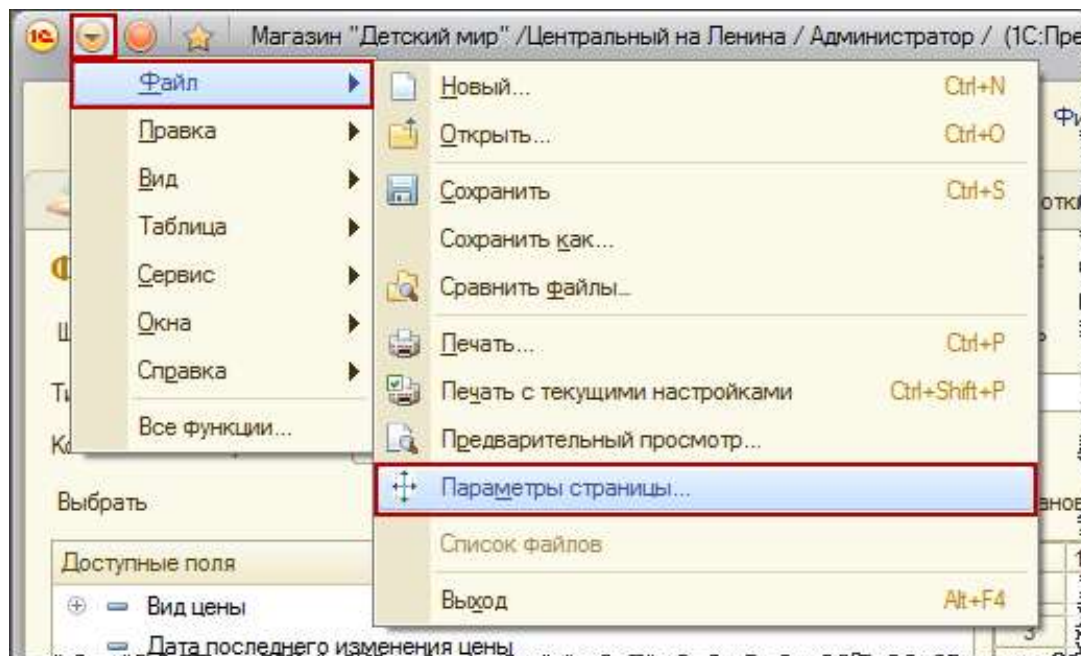 1С Магазин "Детский мир" /Центральный на Ленина / Администратор / (1С:Пре
Файл
Правка
Вид
Таблица
Сервис
Окна
Справка
Все функции...
Новый... Ctrl+N
Открыть... Ctrl+O
Сохранить Ctrl+S
Сохранить как...
Сравнить файлы...
Печать... Ctrl+P
Печать с текущими настройками Ctrl+Shift+P
Предварительный просмотр...
Параметры страницы...
Список файлов
Выход Alt+F4
Выбрать
Доступные поля
Вид цены
Дата последнего изменения цены